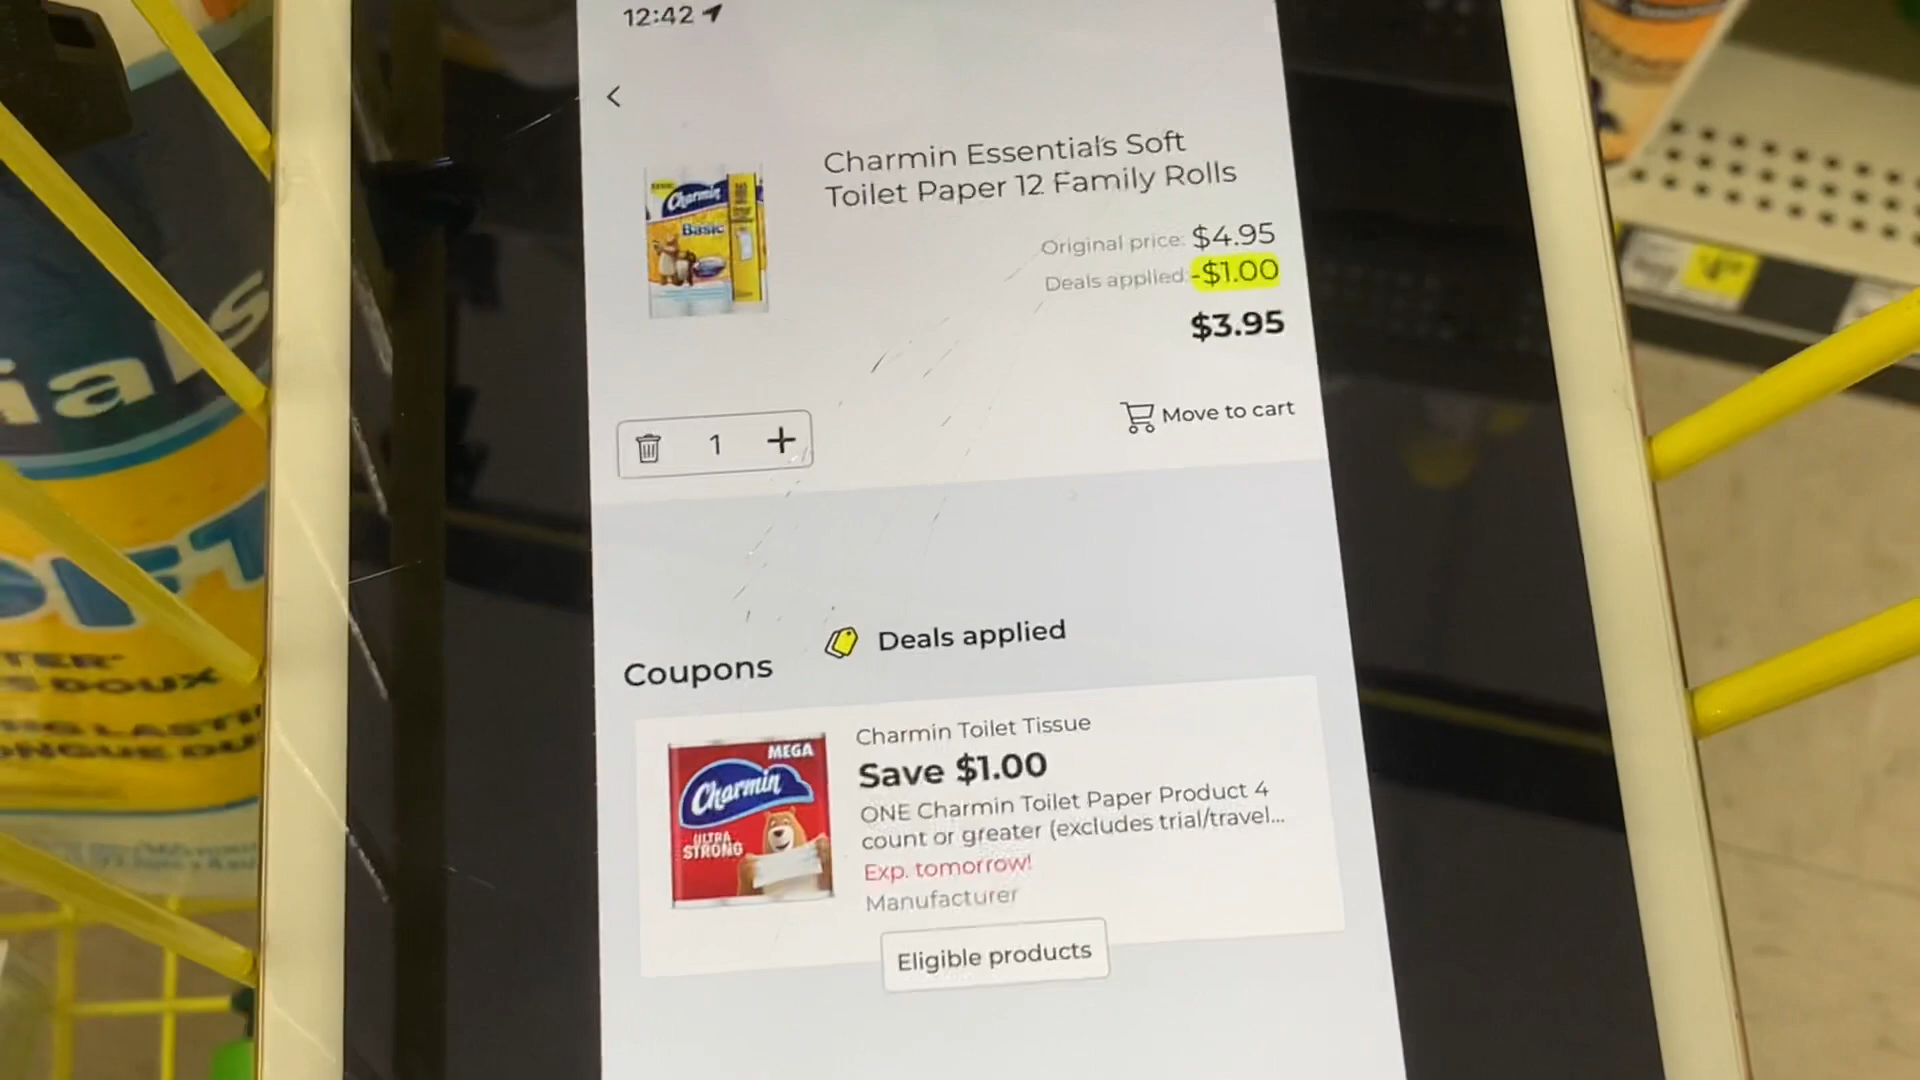 12:42
Charmin Essentials Soft
Toilet Paper 12 Family Rolls
Charmin
Basic
Original price: $4.95
Deals applied: -$1.00
$3.95
1
Move to cart
Deals applied
Coupons
Charmin Toilet Tissue
Save $1.00
ONE Charmin Toilet Paper Product 4
count or greater (excludes trial/travel...
Exp. tomorrow!
Manufacturer
Eligible products
MEGA
Charmin
ULTRA
STRONG